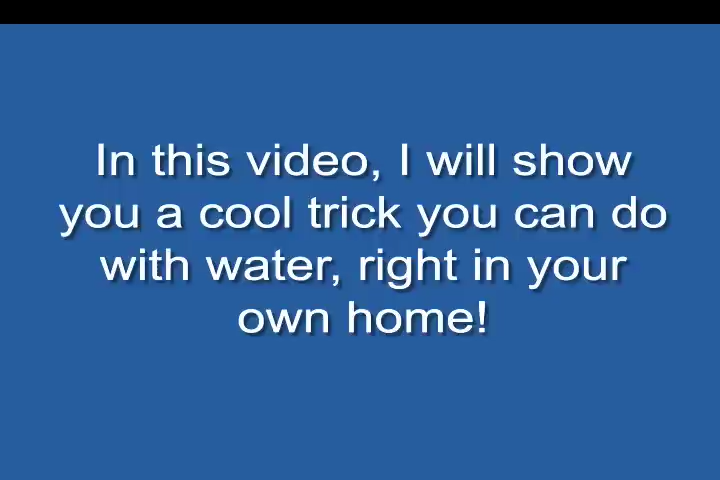 In this video, I will show
you a cool trick you can do
with water, right in your
own home!